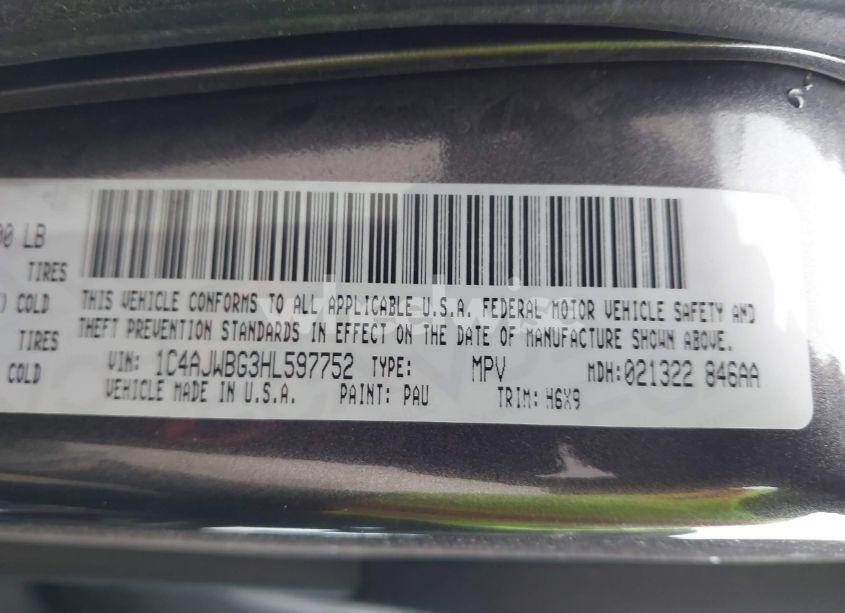 00 LB
TIRES
) COLD
TIRES
COLD
THIS VEHICLE CONFORMS TO ALL APPLICABLE U.S.A. FEDERAL MOTOR VEHICLE SAFETY AND
THEFT PREVENTION STANDARDS IN EFFECT ON THE DATE OF MANUFACTURE SHOWN ABOVE.
VIN: 1C4AJWBG3HL597752 TYPE: MPV MDH:021322 846AA
VEHICLE MADE IN U.S.A. PAINT: PAU TRIM: H6X9